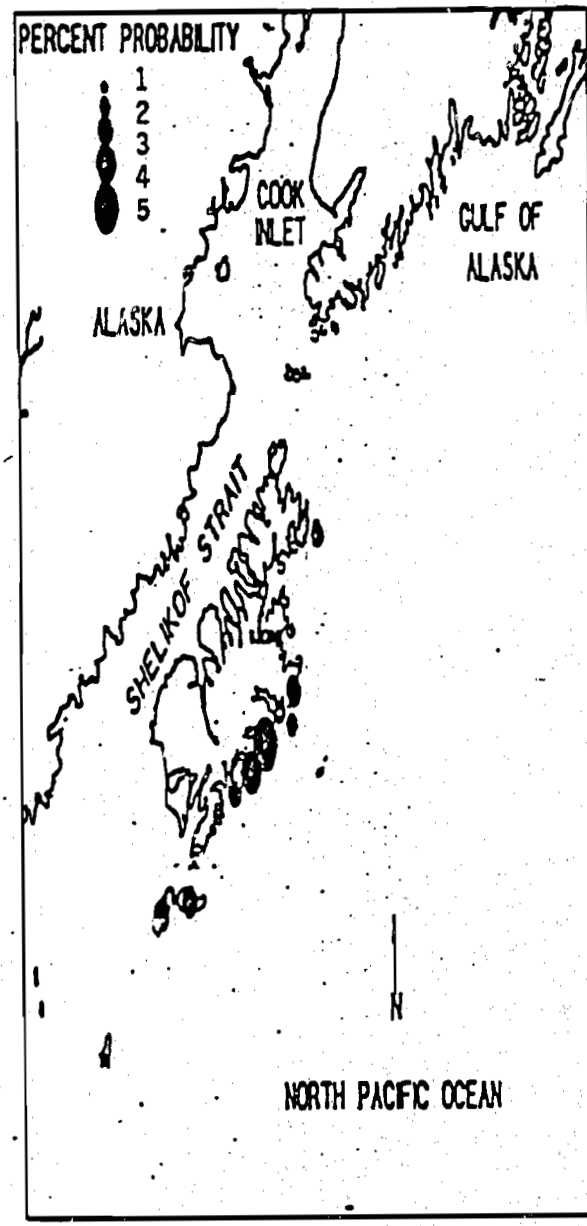 PERCENT PROBABILITY
1
2
3
4
5
COOK
INLET
GULF OF
ALASKA
ALASKA
SHELIKOF STRAIT
N
NORTH PACIFIC OCEAN